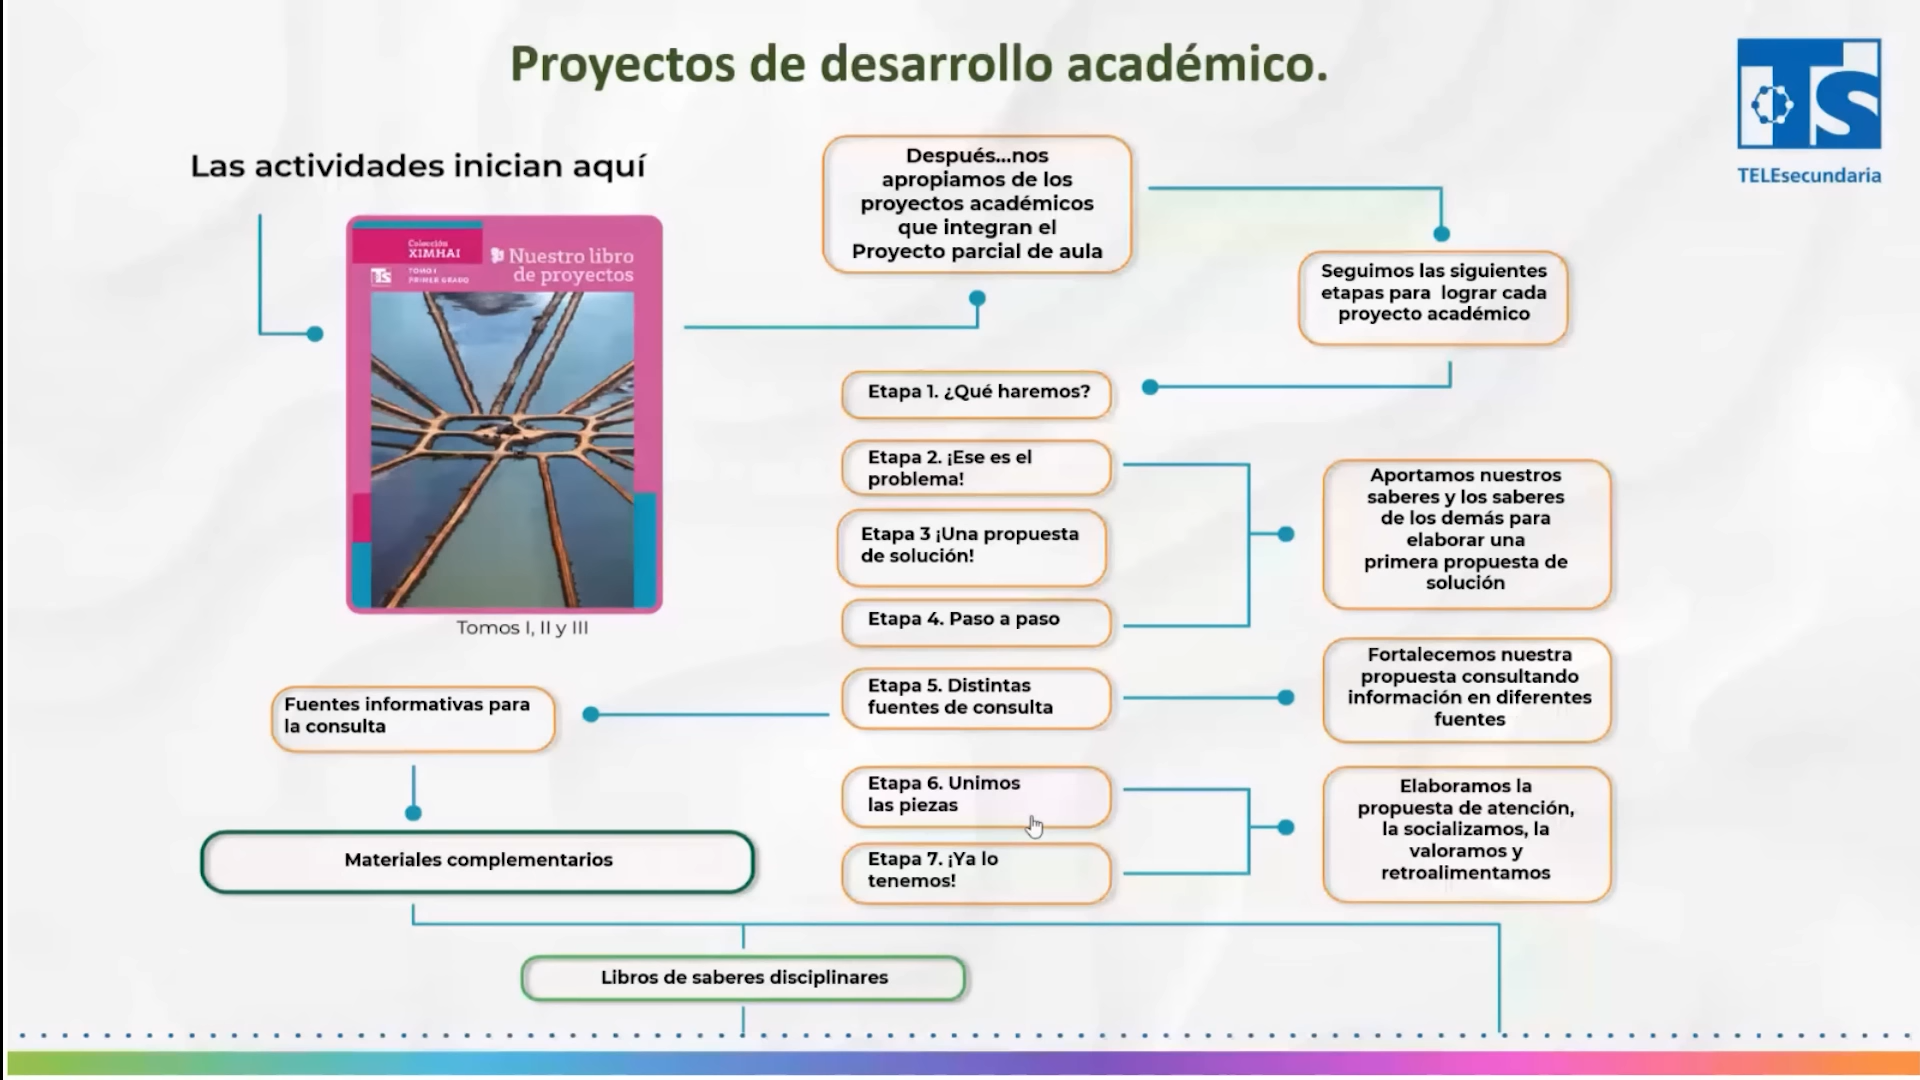 Proyectos de desarrollo académico.
TS
TELEsecundaria
Las actividades inician aquí
Colección
XIMHAI
TS
TOMO I
PRIMER GRADO
Nuestro libro
de proyectos
Tomos I, II y III
Después...nos
apropiamos de los
proyectos académicos
que integran el
Proyecto parcial de aula
Seguimos las siguientes
etapas para lograr cada
proyecto académico
Etapa 1. ¿Qué haremos?
Etapa 2. ¡Ese es el
problema!
Etapa 3 ¡Una propuesta
de solución!
Etapa 4. Paso a paso
Aportamos nuestros
saberes y los saberes
de los demás para
elaborar una
primera propuesta de
solución
Etapa 5. Distintas
fuentes de consulta
Fortalecemos nuestra
propuesta consultando
información en diferentes
fuentes
Fuentes informativas para
la consulta
Etapa 6. Unimos
las piezas
Etapa 7. ¡Ya lo
tenemos!
Elaboramos la
propuesta de atención,
la socializamos, la
valoramos y
retroalimentamos
Materiales complementarios
Libros de saberes disciplinares